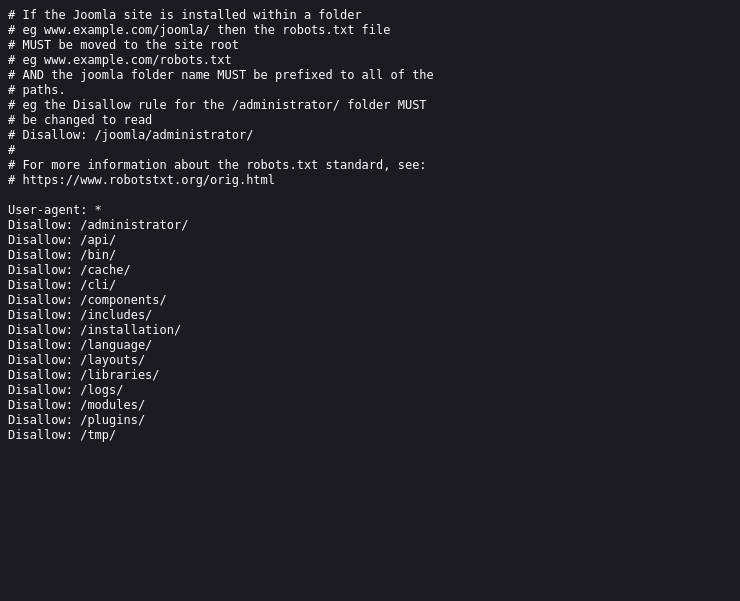 # If the Joomla site is installed within a folder
# eg www.example.com/joomla/ then the robots.txt file
# MUST be moved to the site root
# eg www.example.com/robots.txt
# AND the joomla folder name MUST be prefixed to all of the
# paths.
# eg the Disallow rule for the /administrator/ folder MUST
# be changed to read
# Disallow: /joomla/administrator/
#
# For more information about the robots.txt standard, see:
# https://www.robotstxt.org/orig.html

User-agent: *
Disallow: /administrator/
Disallow: /api/
Disallow: /bin/
Disallow: /cache/
Disallow: /cli/
Disallow: /components/
Disallow: /includes/
Disallow: /installation/
Disallow: /language/
Disallow: /layouts/
Disallow: /libraries/
Disallow: /logs/
Disallow: /modules/
Disallow: /plugins/
Disallow: /tmp/